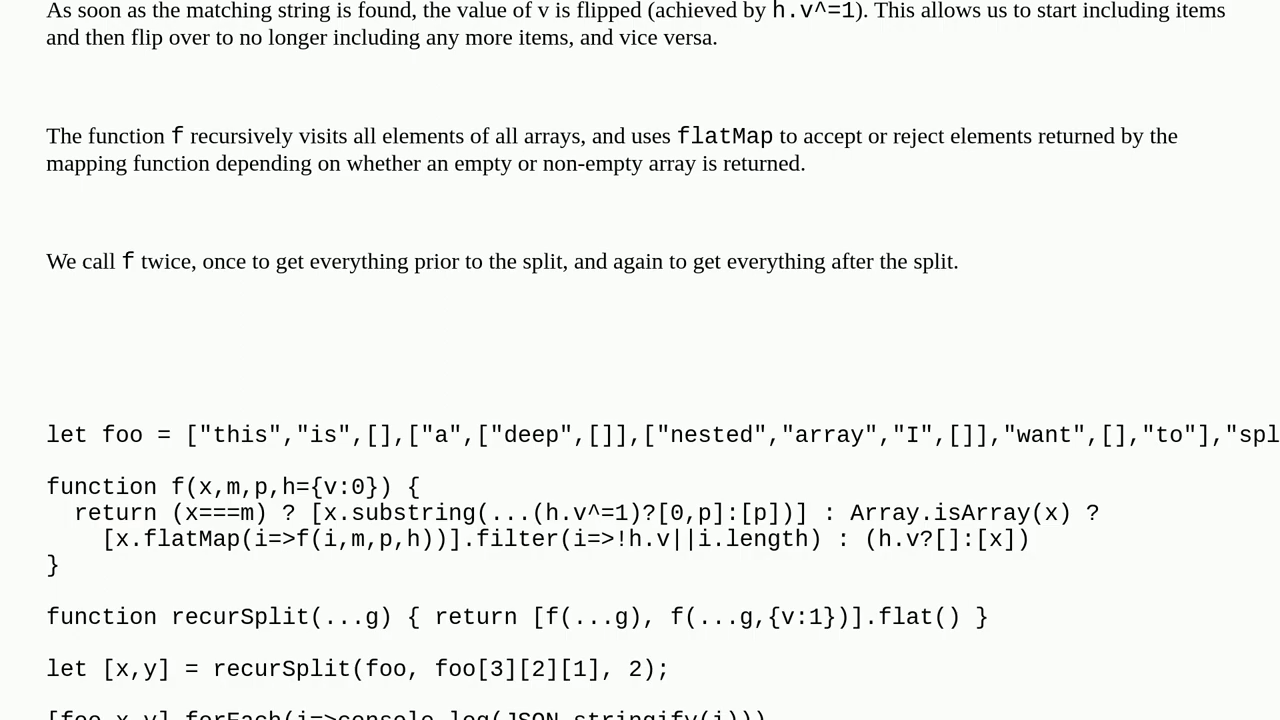 As soon as the matching string is found, the value of v is flipped (achieved by h.v^=1). This allows us to start including items
and then flip over to no longer including any more items, and vice versa.
The function f recursively visits all elements of all arrays, and uses flatMap to accept or reject elements returned by the
mapping function depending on whether an empty or non-empty array is returned.
We call f twice, once to get everything prior to the split, and again to get everything after the split.
let foo = ["this","is",[],["a",["deep",[]],["nested","array","I",[]],"want",[],"to"],"spl
function f(x,m,p,h={v:0}) {
  return (x===m) ? [x.substring(...(h.v^=1)?[0,p]:[p])] : Array.isArray(x) ?
    [x.flatMap(i=>f(i,m,p,h))].filter(i=>!h.v||i.length) : (h.v?[]:[x])
}
function recurSplit(...g) { return [f(...g), f(...g,{v:1})].flat() }
let [x,y] = recurSplit(foo, foo[3][2][1], 2);
[foo,x,y].forEach(i=>console.log(JSON.stringify(i)))